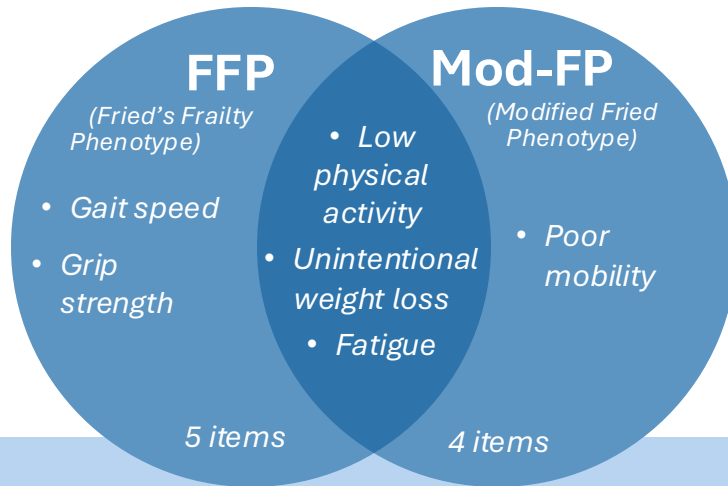 FFP
(Fried's Frailty
Phenotype)
• Gait speed
• Grip
strength
5 items
• Low
physical
activity
• Unintentional
weight loss
• Fatigue
Mod-FP
(Modified Fried
Phenotype)
• Poor
mobility
4 items